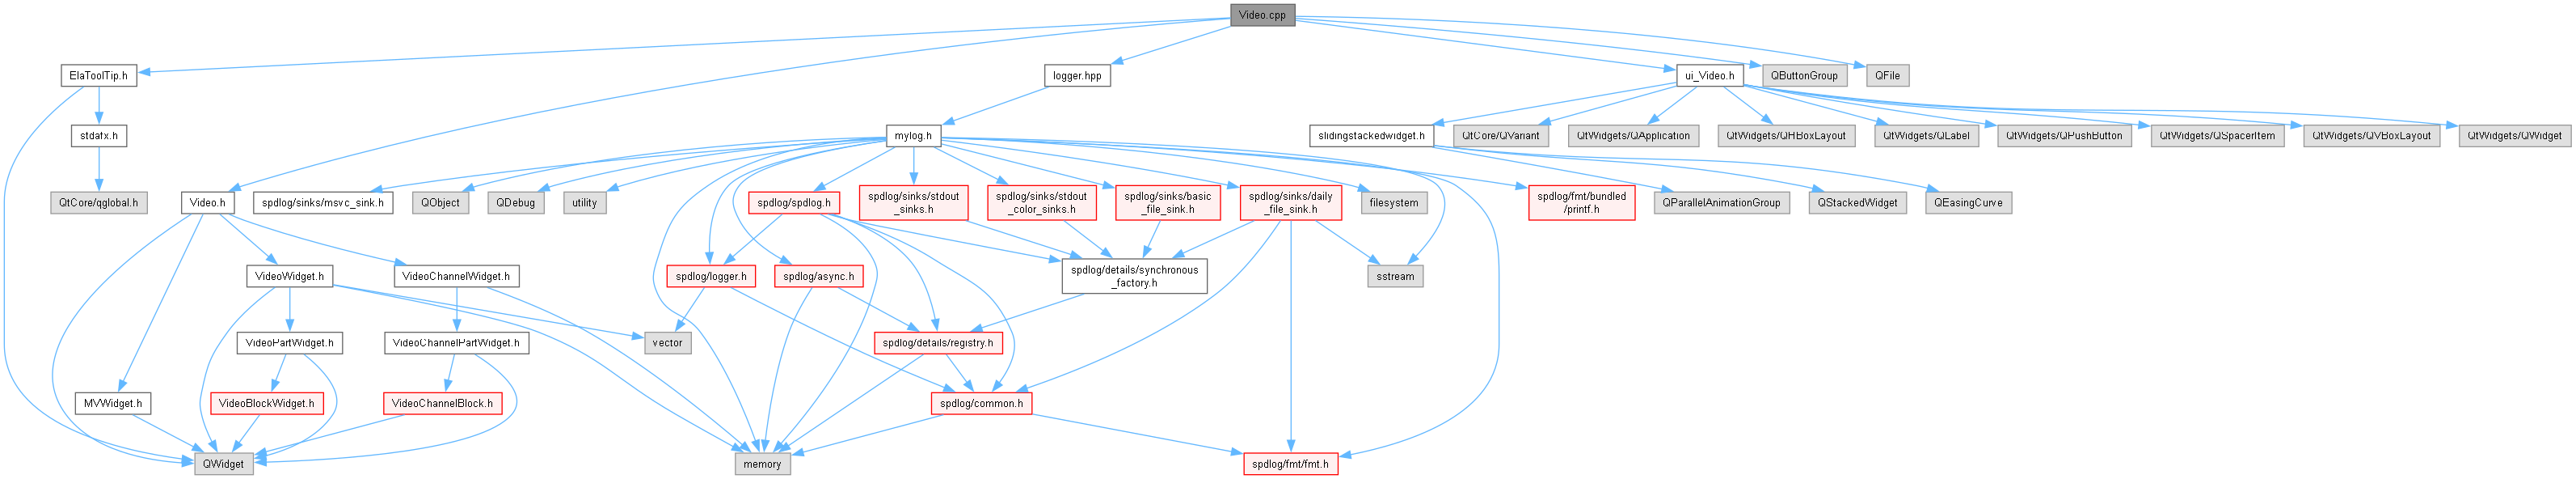 Video.cpp
ElaToolTip.h
logger.hpp
ui_Video.h
QButtonGroup
QFile
stdafx.h
mylog.h
slidingstackedwidget.h
QtCore/QVariant
QtWidgets/QApplication
QtWidgets/QHBoxLayout
QtWidgets/QLabel
QtWidgets/QPushButton
QtWidgets/QSpacerItem
QtWidgets/QVBoxLayout
QtWidgets/QWidget
QtCore/qglobal.h
Video.h
spdlog/sinks/msvc_sink.h
QObject
QDebug
utility
spdlog/spdlog.h
spdlog/sinks/stdout
_sinks.h
spdlog/sinks/stdout
_color_sinks.h
spdlog/sinks/basic
_file_sink.h
spdlog/sinks/daily
_file_sink.h
filesystem
spdlog/fmt/bundled
/printf.h
QParallelAnimationGroup
QStackedWidget
QEasingCurve
VideoWidget.h
VideoChannelWidget.h
spdlog/logger.h
spdlog/async.h
spdlog/details/synchronous
_factory.h
sstream
VideoPartWidget.h
VideoChannelPartWidget.h
vector
spdlog/details/registry.h
MVWidget.h
VideoBlockWidget.h
VideoChannelBlock.h
spdlog/common.h
QWidget
memory
spdlog/fmt/fmt.h